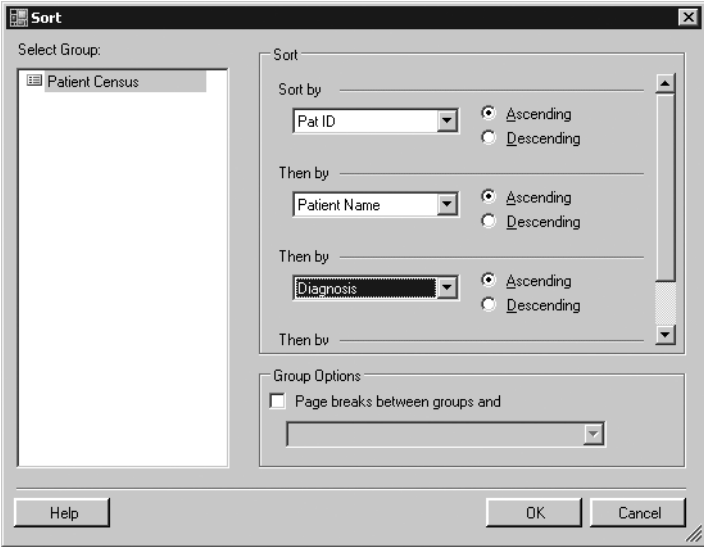 Sort
Select Group:
Patient Census
Sort
Sort by
Pat ID
Ascending
Descending
Then by
Patient Name
Ascending
Descending
Then by
Diagnosis
Ascending
Descending
Then by
Group Options
Page breaks between groups and
Help
OK
Cancel